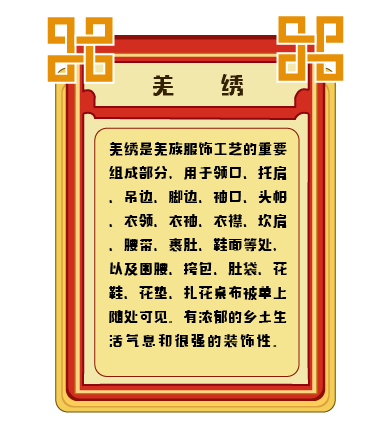 羌 绣
羌绣是羌族服饰工艺的重要
组成部分，用于领口，托肩
，吊边，脚边，袖口，头帕
，衣领，衣袖，衣襟，坎肩
，腰带，裹肚，鞋面等处，
以及围腰，挎包，肚袋，花
鞋，花垫，扎花桌布被单上
随处可见。有浓郁的乡土生
活气息和很强的装饰性。